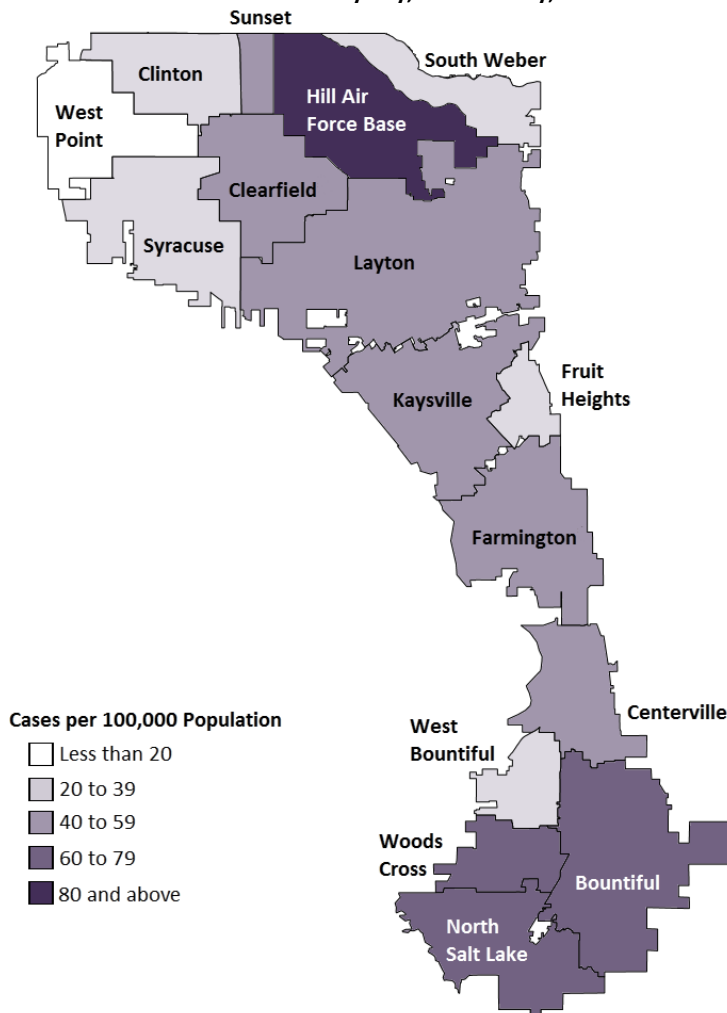 Sunset
South Weber
Clinton
Hill Air
Force Base
West
Point
Clearfield
Syracuse
Layton
Fruit
Heights
Kaysville
Farmington
Centerville
West
Bountiful
Woods
Cross
Bountiful
North
Salt Lake
Cases per 100,000 Population
Less than 20
20 to 39
40 to 59
60 to 79
80 and above